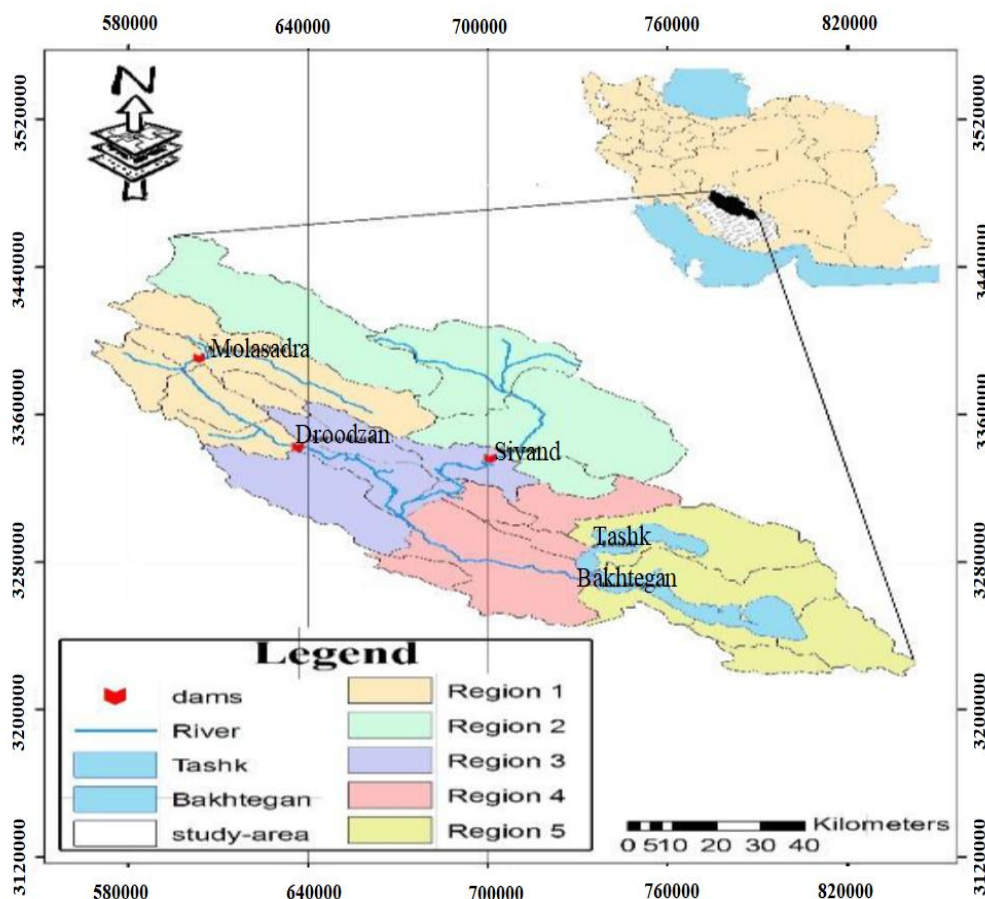 580000 640000 700000 760000 820000
N
3520000 3520000
3440000 3440000
3360000 3360000
3280000 3280000
3200000 3200000
3120000 3120000
Molasadra
Droodzan
Sivand
Tashk
Bakhtegan
Legend
dams
River
Tashk
Bakhtegan
study-area
Region 1
Region 2
Region 3
Region 4
Region 5
Kilometers
0 5 10 20 30 40
580000 640000 700000 760000 820000